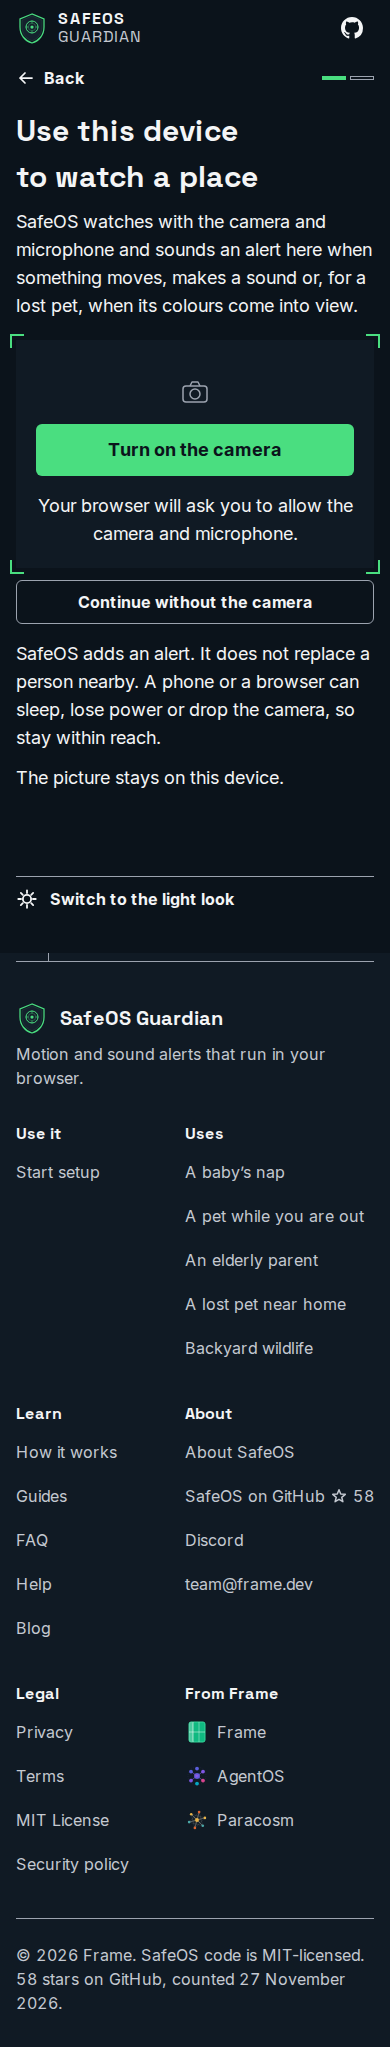 SAFEOS
GUARDIAN
Back
Use this device
to watch a place
SafeOS watches with the camera and
microphone and sounds an alert here when
something moves, makes a sound or, for a
lost pet, when its colours come into view.
Turn on the camera
Your browser will ask you to allow the
camera and microphone.
Continue without the camera
SafeOS adds an alert. It does not replace a
person nearby. A phone or a browser can
sleep, lose power or drop the camera, so
stay within reach.
The picture stays on this device.
Switch to the light look
SafeOS Guardian
Motion and sound alerts that run in your
browser.
Use it
Start setup
Uses
A baby’s nap
A pet while you are out
An elderly parent
A lost pet near home
Backyard wildlife
Learn
How it works
Guides
FAQ
Help
Blog
About
About SafeOS
SafeOS on GitHub ☆ 58
Discord
team@frame.dev
Legal
Privacy
Terms
MIT License
Security policy
From Frame
Frame
AgentOS
Paracosm
© 2026 Frame. SafeOS code is MIT-licensed.
58 stars on GitHub, counted 27 November
2026.